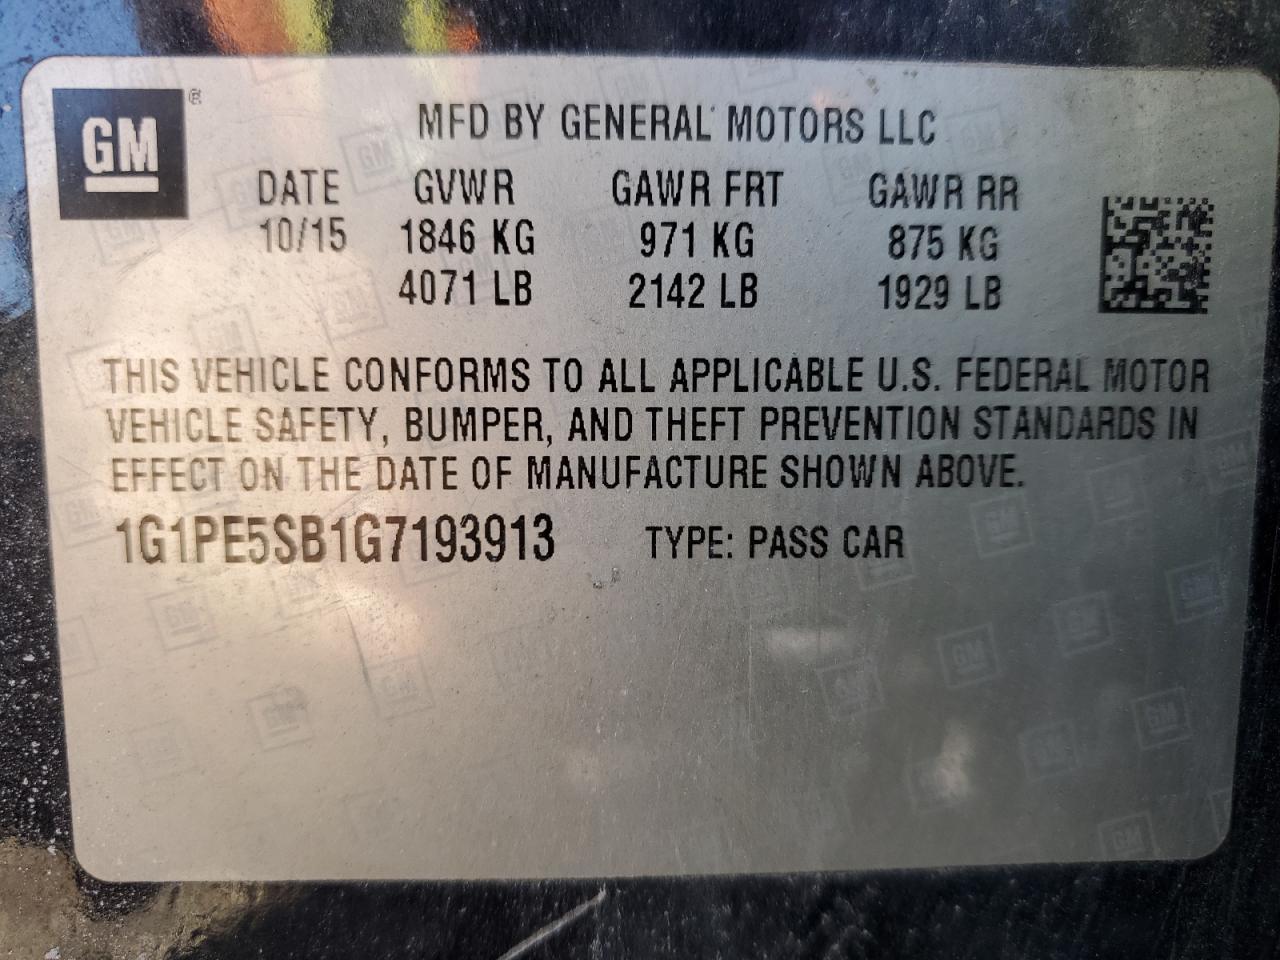 GM ®
MFD BY GENERAL MOTORS LLC
DATE GVWR GAWR FRT GAWR RR
10/15 1846 KG 971 KG 875 KG
4071 LB 2142 LB 1929 LB
THIS VEHICLE CONFORMS TO ALL APPLICABLE U.S. FEDERAL MOTOR
VEHICLE SAFETY, BUMPER, AND THEFT PREVENTION STANDARDS IN
EFFECT ON THE DATE OF MANUFACTURE SHOWN ABOVE.
1G1PE5SB1G7193913 TYPE: PASS CAR